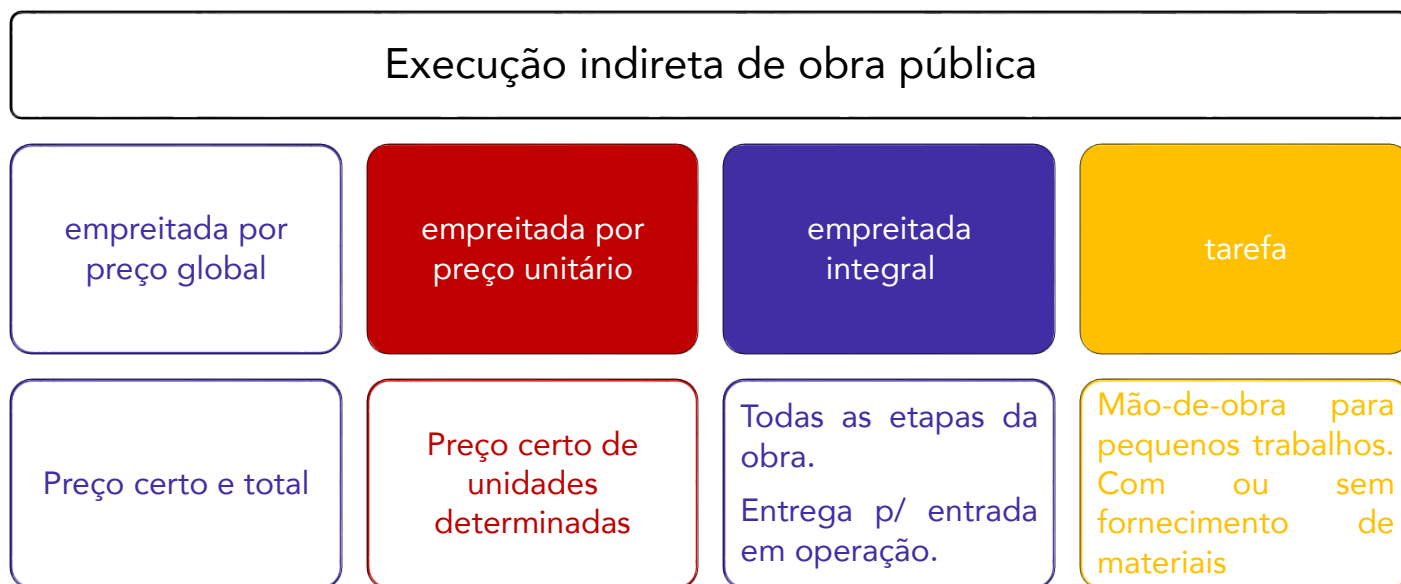 Execução indireta de obra pública
empreitada por
preço global
empreitada por
preço unitário
empreitada
integral
tarefa
Preço certo e total
Preço certo de
unidades
determinadas
Todas as etapas da
obra.
Entrega p/ entrada
em operação.
Mão-de-obra para
pequenos trabalhos.
Com ou sem
fornecimento de
materiais